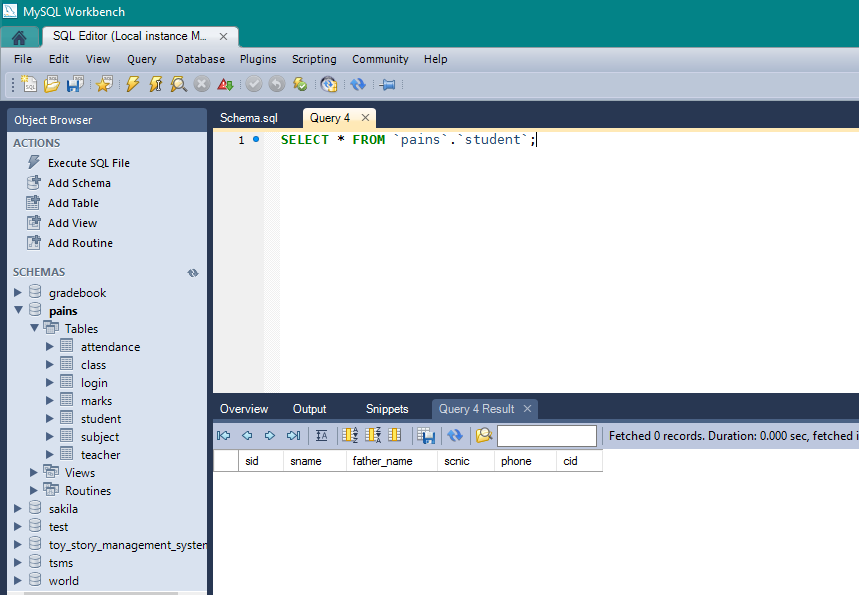 MySQL Workbench
SQL Editor (Local instance M...
File Edit View Query Database Plugins Scripting Community Help
Object Browser
ACTIONS
Execute SQL File
Add Schema
Add Table
Add View
Add Routine
SCHEMAS
gradebook
pains
Tables
attendance
class
login
marks
student
subject
teacher
Views
Routines
sakila
test
toy_story_management_system
tsms
world
Schema.sql
Query 4
1 SELECT * FROM `pains`.`student`;
Overview Output Snippets Query 4 Result
Fetched 0 records. Duration: 0.000 sec, fetched i
sid sname father_name scnic phone cid